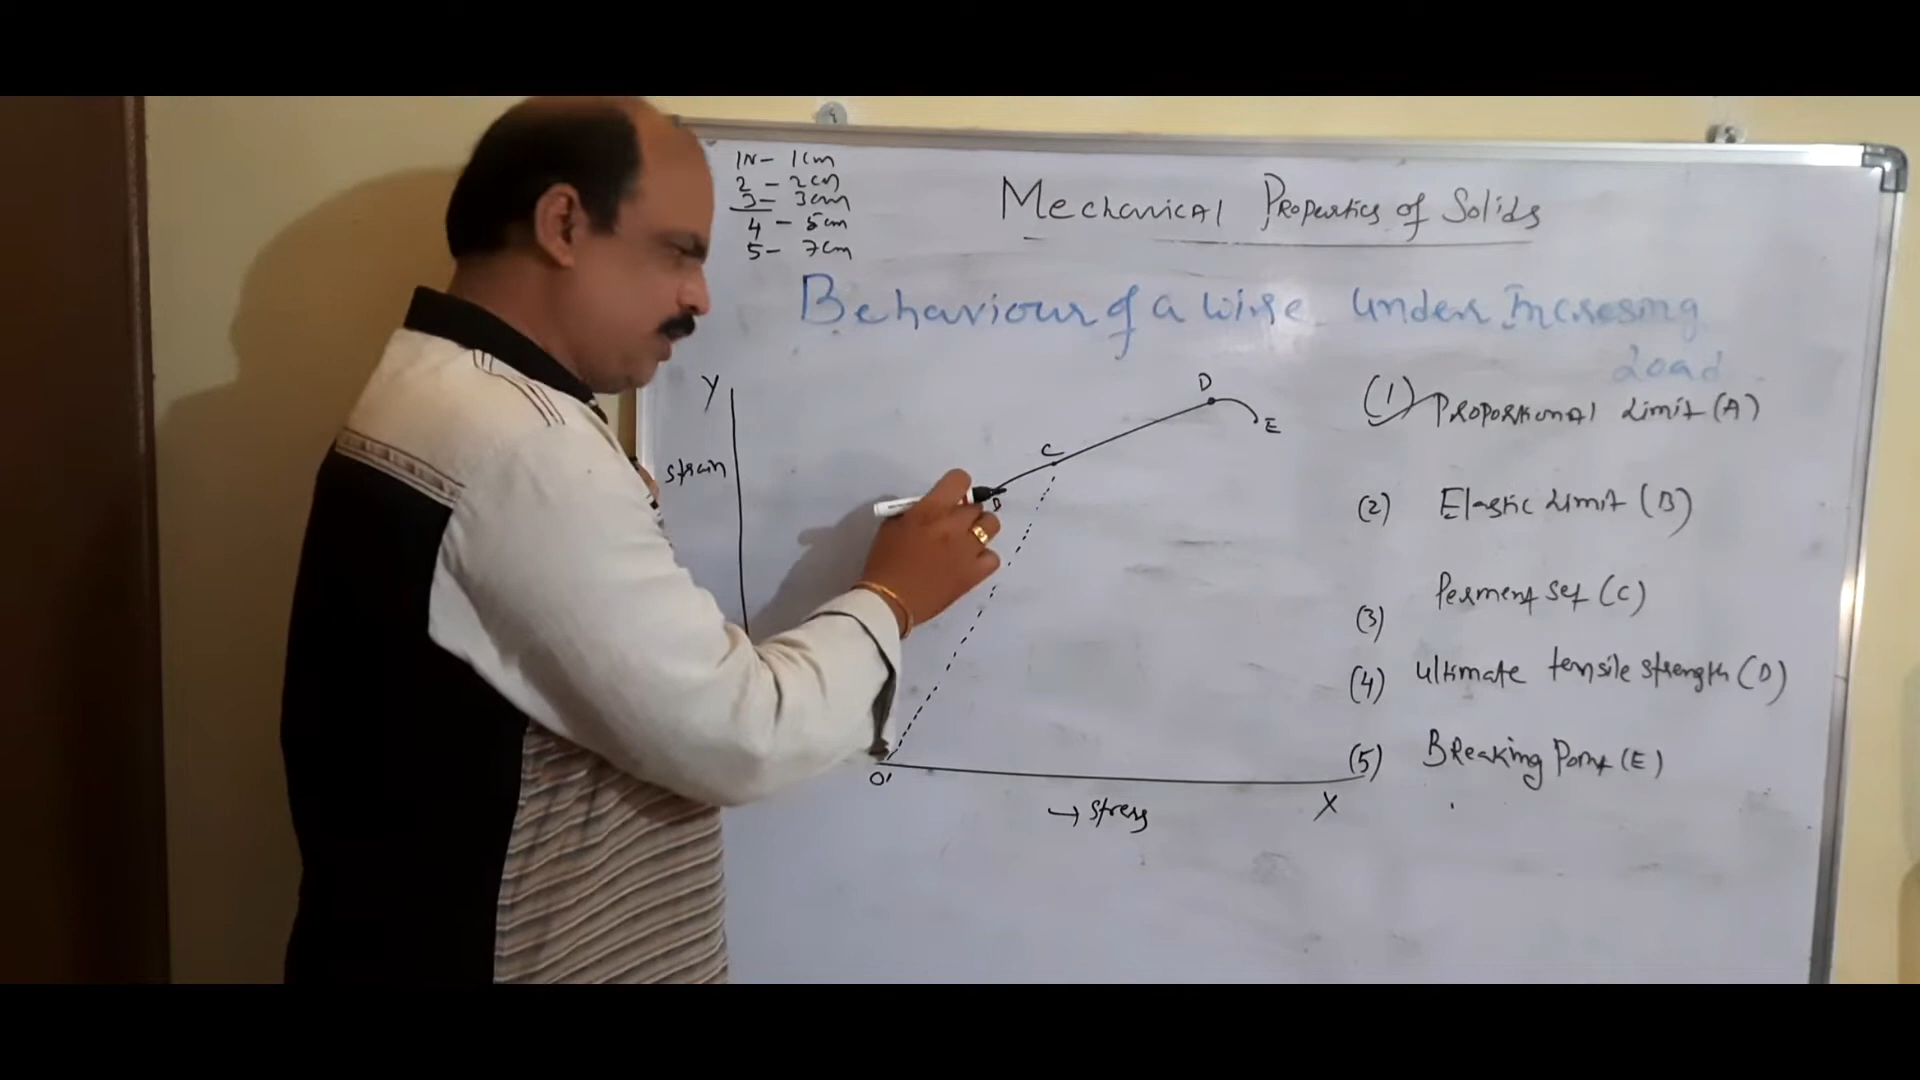 1N - 1cm
2 - 2cm
3 - 3cm
4 - 5cm
5 - 7cm
Mechanical Properties of Solids
Behaviour of a wire under Incresing
Load
Y
strain
B
C
D
E
O'
→ stress
X
(1) Proportional Limit (A)
(2) Elastic Limit (B)
(3) Perment set (C)
(4) Ultimate tensile strength (D)
(5) Breaking Point (E)